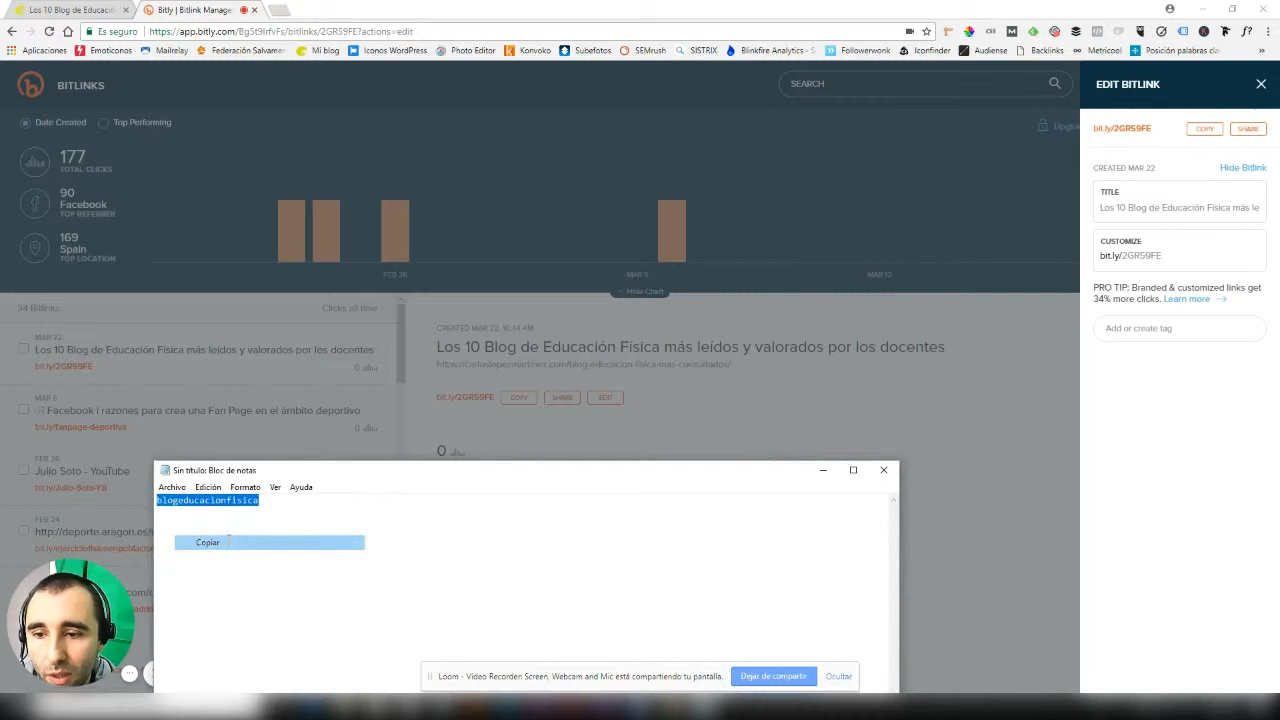 Los 10 Blog de Educació
Bitly | Bitlink Manage
Es seguro
https://app.bitly.com/Bg5t9IrfvFs/bitlinks/2GR59FE?actions=edit
Aplicaciones
Emoticonos
Mailrelay
Federación Salvamen
Mi blog
Iconos WordPress
Photo Editor
Konvoko
Subefotos
SEMrush
SISTRIX
Blinkfire Analytics - S
Followerwonk
Iconfinder
Audiense
Backlinks
Metricool
Posición palabras cla
BITLINKS
SEARCH
EDIT BITLINK
Date Created
Top Performing
bit.ly/2GR59FE
COPY
SHARE
177
TOTAL CLICKS
90
Facebook
TOP REFERRER
169
Spain
TOP LOCATION
FEB 26
MAR 5
MAR 12
Hide Chart
CREATED MAR 22
Hide Bitlink
TITLE
Los 10 Blog de Educación Física más le
CUSTOMIZE
bit.ly/2GR59FE
PRO TIP: Branded & customized links get
34% more clicks. Learn more
Add or create tag
34 Bitlinks
Clicks all time
MAR 22
Los 10 Blog de Educación Física más leídos y valorados por los docentes
bit.ly/2GR59FE
0
MAR 6
Facebook | razones para crea una Fan Page en el ámbito deportivo
bit.ly/fanpage-deportiva
0
FEB 26
Julio Soto - YouTube
bit.ly/Julio-Soto-YB
FEB 24
http://deporte.aragon.es/
bit.ly/ejerciciofisicoenpoblacio
CREATED MAR 22, 10:44 AM
Los 10 Blog de Educación Física más leídos y valorados por los docentes
https://carloslopezmartinez.com/blog-educacion-fisica-mas-consultados/
bit.ly/2GR59FE
COPY
SHARE
EDIT
0
Sin título: Bloc de notas
Archivo
Edición
Formato
Ver
Ayuda
blogeducacionfisica
Copiar
Loom - Video Recorder: Screen, Webcam and Mic está compartiendo tu pantalla.
Dejar de compartir
Ocultar